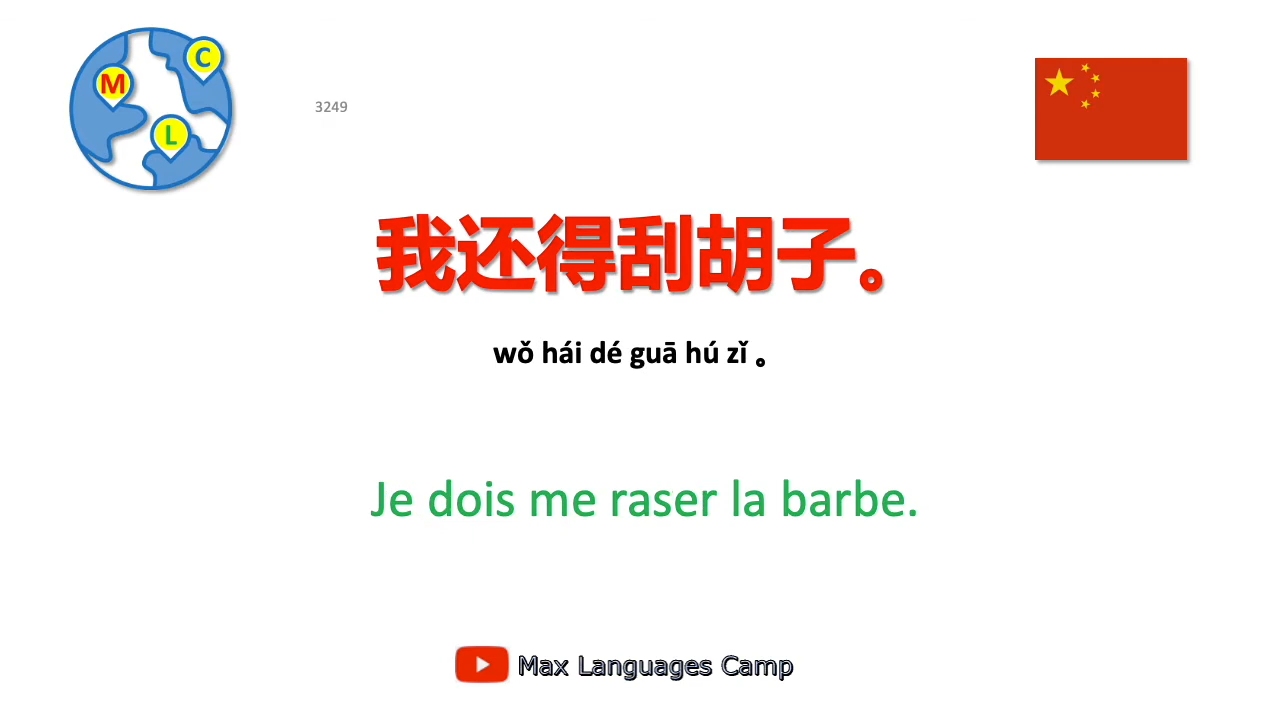 C
M
L
3249
我还得刮胡子。
wǒ hái dé guā hú zǐ 。
Je dois me raser la barbe.
Max Languages Camp